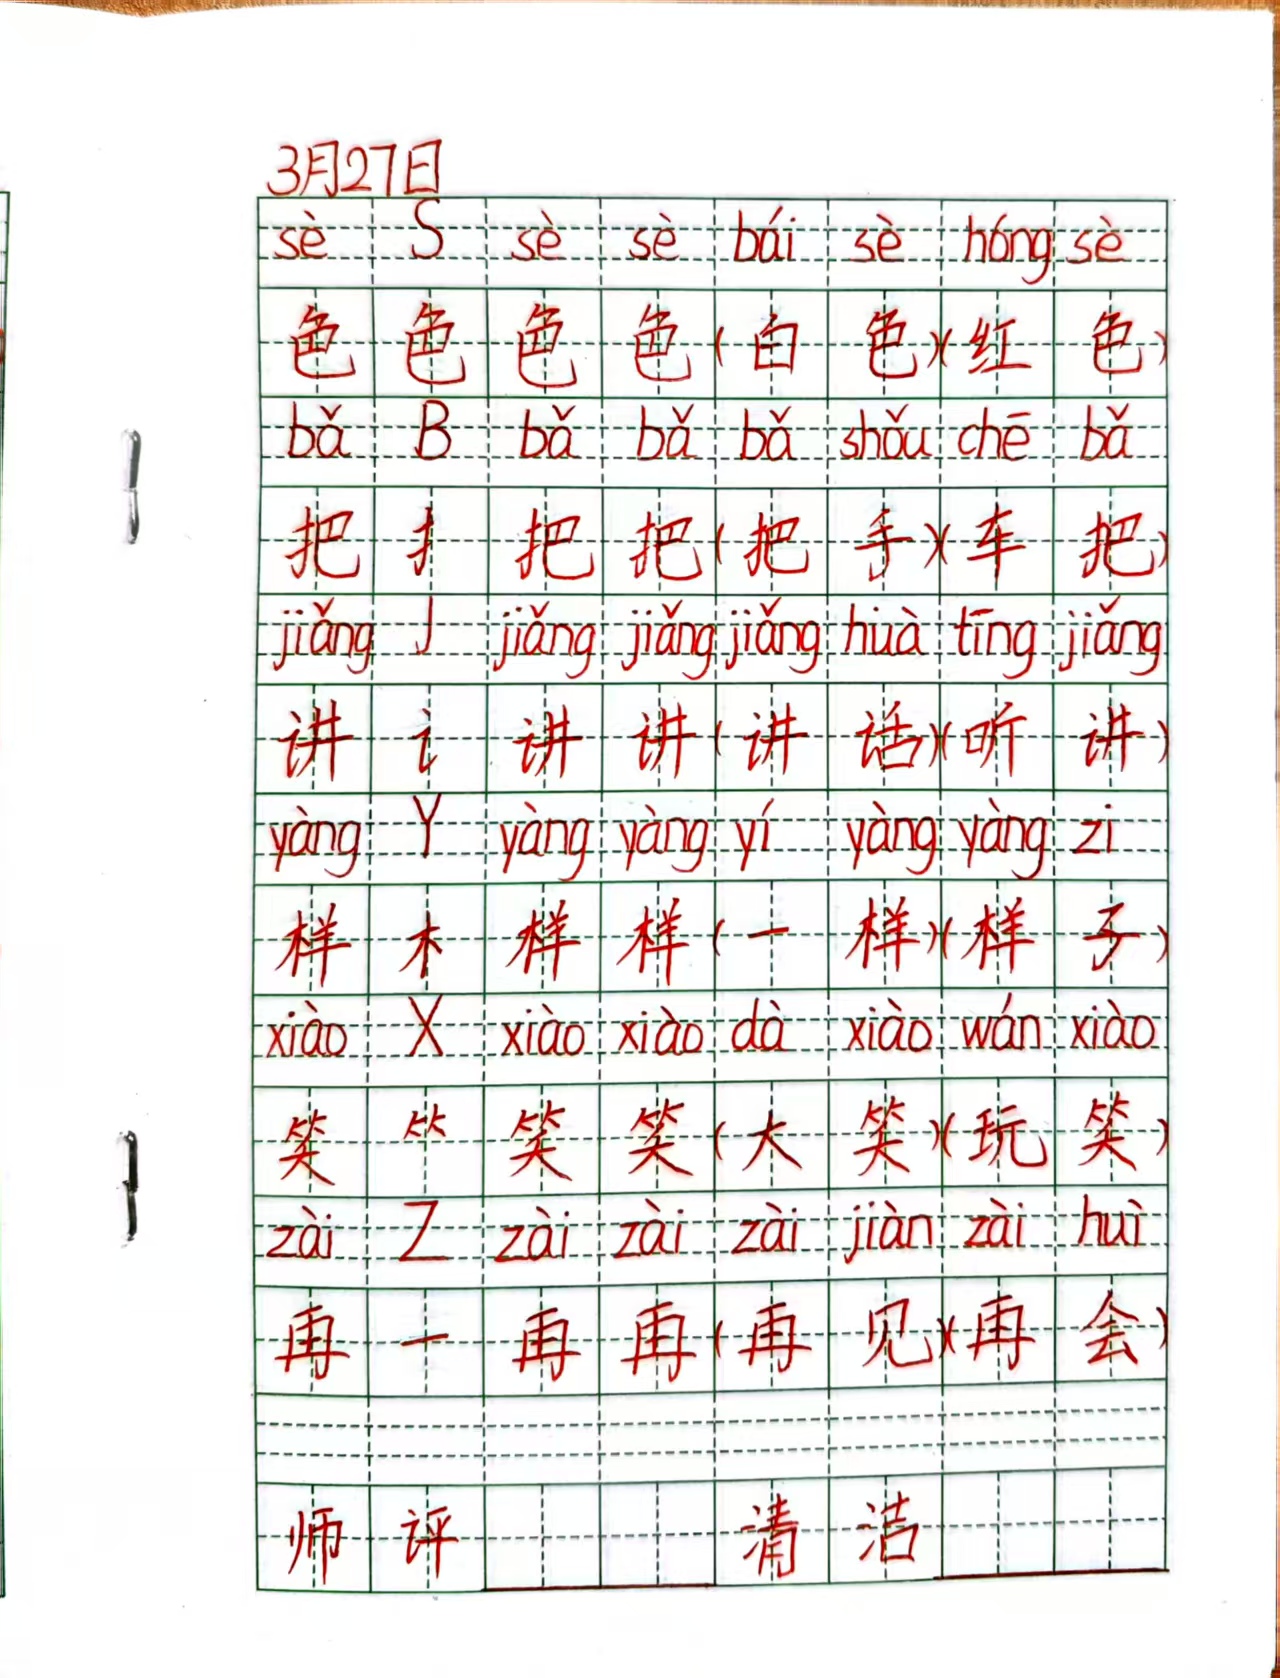 3月27日
sè S sè sè bái sè hóng sè
色 色 色 色 (白 色)(红 色)
bǎ B bǎ bǎ bǎ shǒu chē bǎ
把 扌 把 把 (把 手)(车 把)
jiǎng J jiǎng jiǎng jiǎng huà tīng jiǎng
讲 讠 讲 讲 (讲 话)(听 讲)
yàng Y yàng yàng yí yàng yàng zi
样 木 样 样 (一 样)(样 子)
xiào X xiào xiào dà xiào wán xiào
笑 ⺮ 笑 笑 (大 笑)(玩 笑)
zài Z zài zài zài jiàn zài huì
再 一 再 再 (再 见)(再 会)
师 评 清 洁